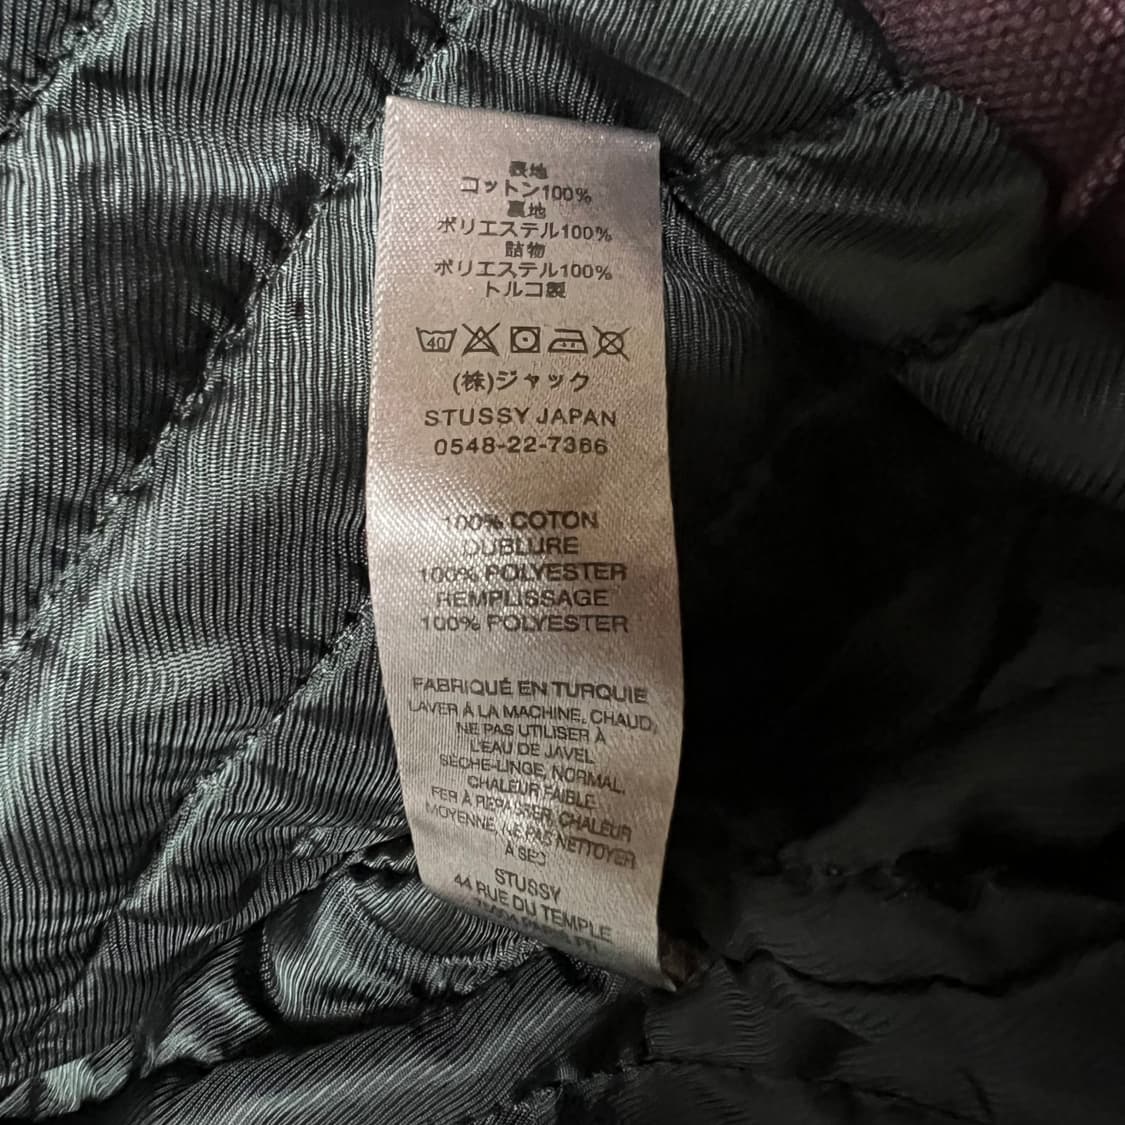 表地
コットン100%
裏地
ポリエステル100%
詰物
ポリエステル100%
トルコ製
40
(株)ジャック
STUSSY JAPAN
0548-22-7366
100% COTON
DUBLURE
100% POLYESTER
REMPLISSAGE
100% POLYESTER
FABRIQUÉ EN TURQUIE
LAVER À LA MACHINE, CHAUD,
NE PAS UTILISER À
L'EAU DE JAVEL
SÈCHE-LINGE, NORMAL,
CHALEUR FAIBLE
FER À REPASSER, CHALEUR
MOYENNE, NE PAS NETTOYER
À SEC
STUSSY
44 RUE DU TEMPLE